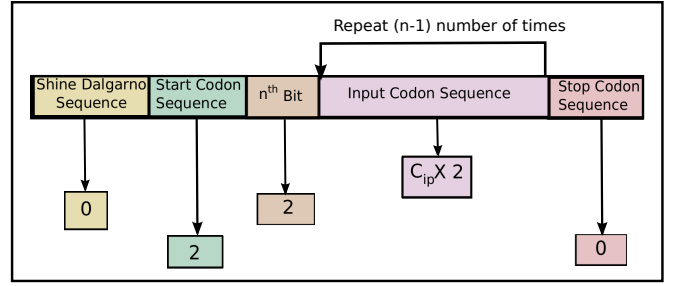 Repeat (n-1) number of times
Shine Dalgarno
Sequence
Start Codon
Sequence
nth Bit
Input Codon Sequence
Stop Codon
Sequence
CipX 2
0
2
2
0